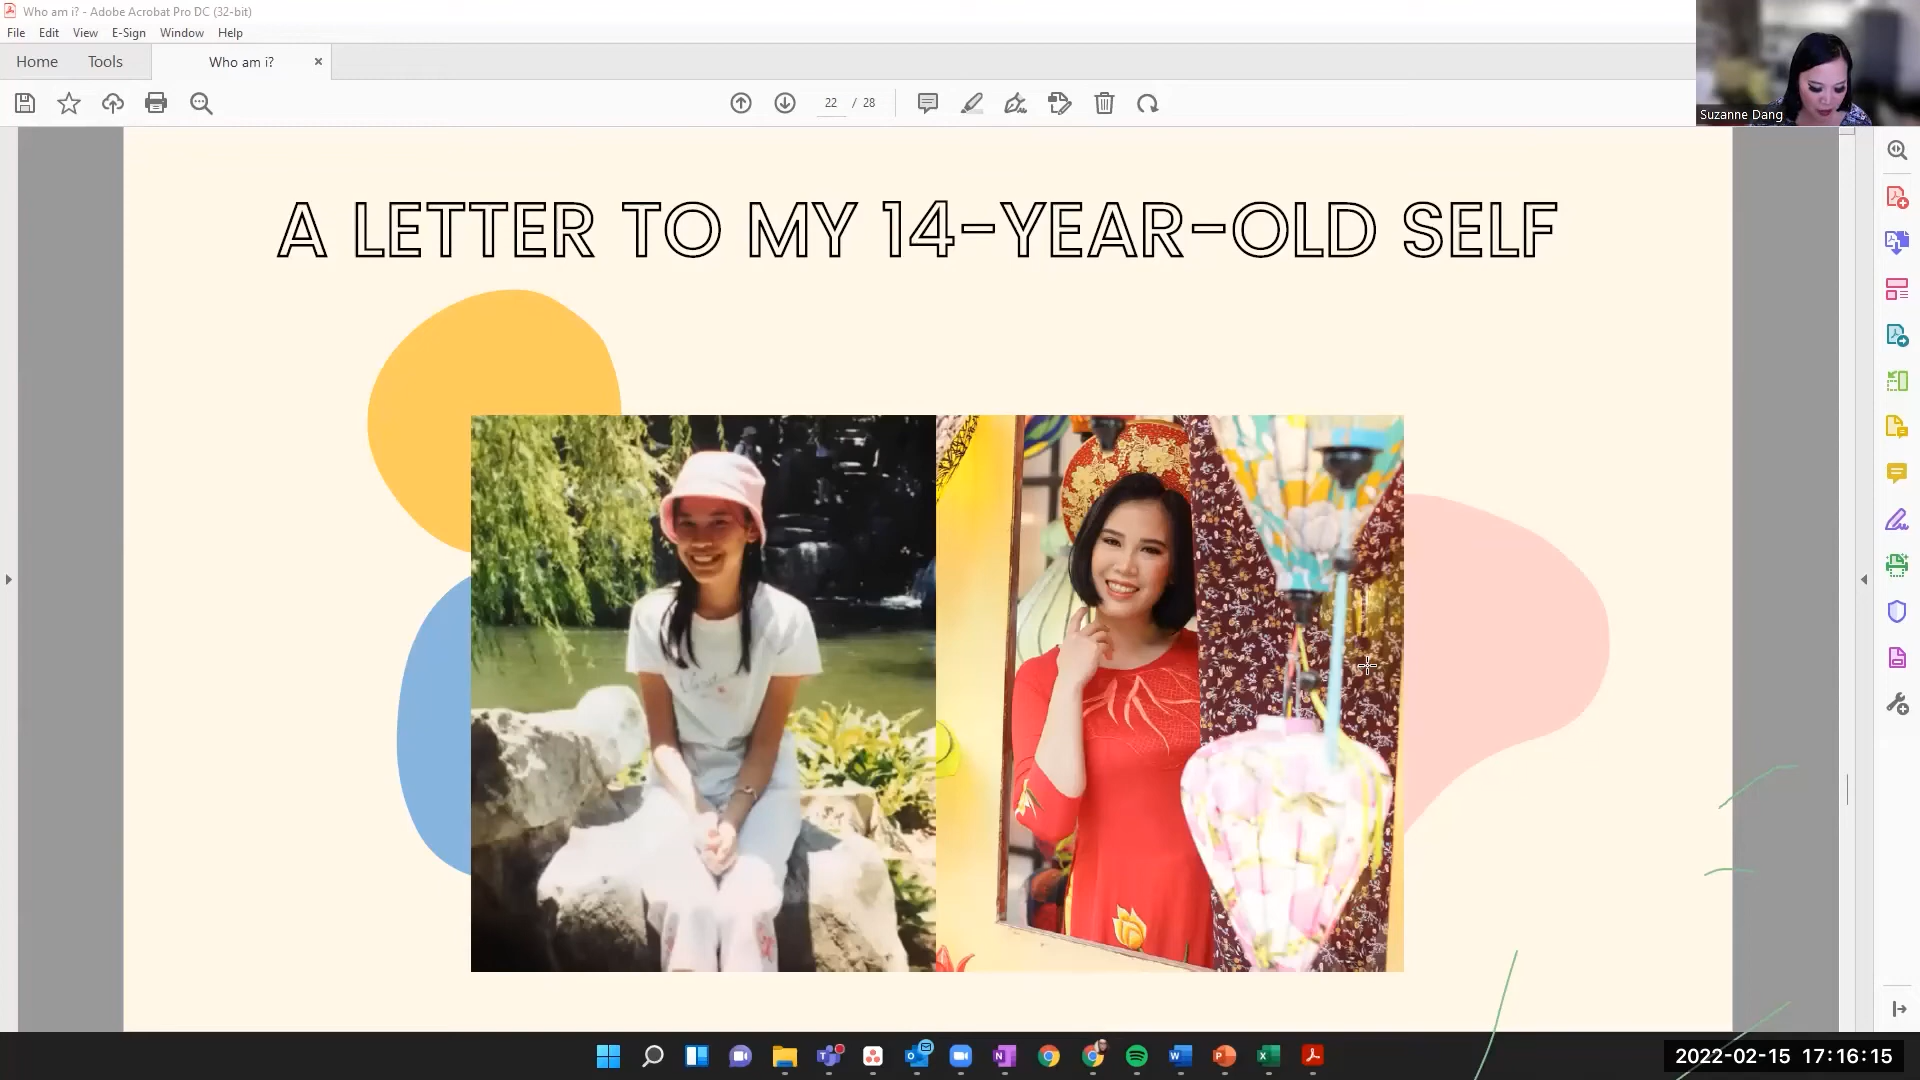 Who am i? - Adobe Acrobat Pro DC (32-bit)
File Edit View E-Sign Window Help
Home Tools Who am i? ×
22 / 28
Suzanne Dang
A LETTER TO MY 14-YEAR-OLD SELF
2022-02-15 17:16:15